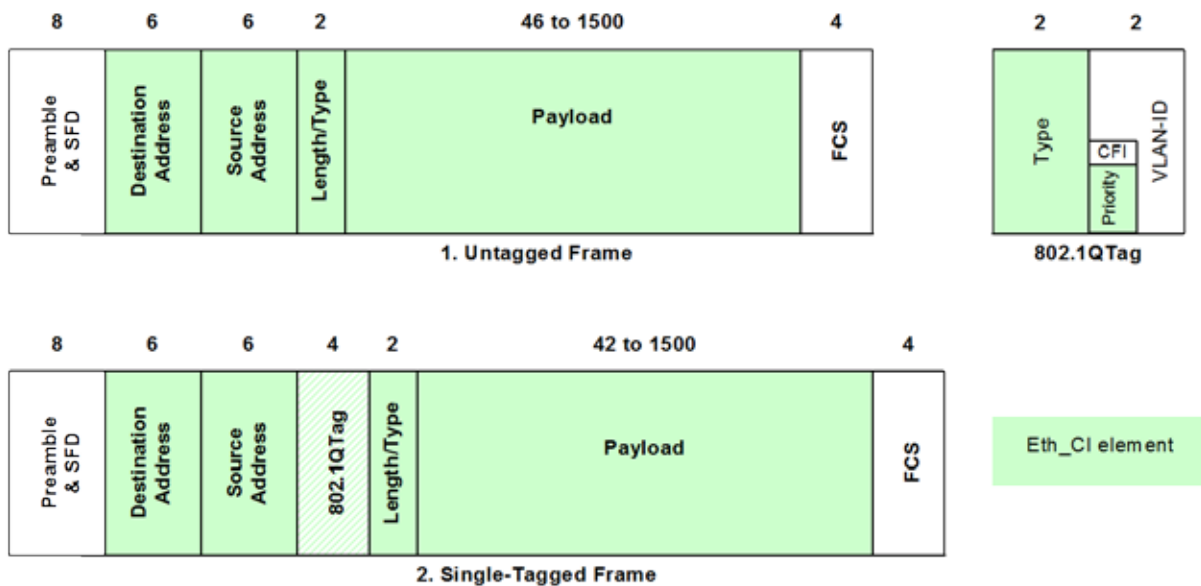 8 6 6 2 46 to 1500 4 2 2
Preamble
& SFD
Destination
Address
Source
Address
Length/Type
Payload
FCS
Type
CFI
Priority
VLAN-ID
1. Untagged Frame
802.1QTag
8 6 6 4 2 42 to 1500 4
Preamble
& SFD
Destination
Address
Source
Address
802.1QTag
Length/Type
Payload
FCS
Eth_CI element
2. Single-Tagged Frame